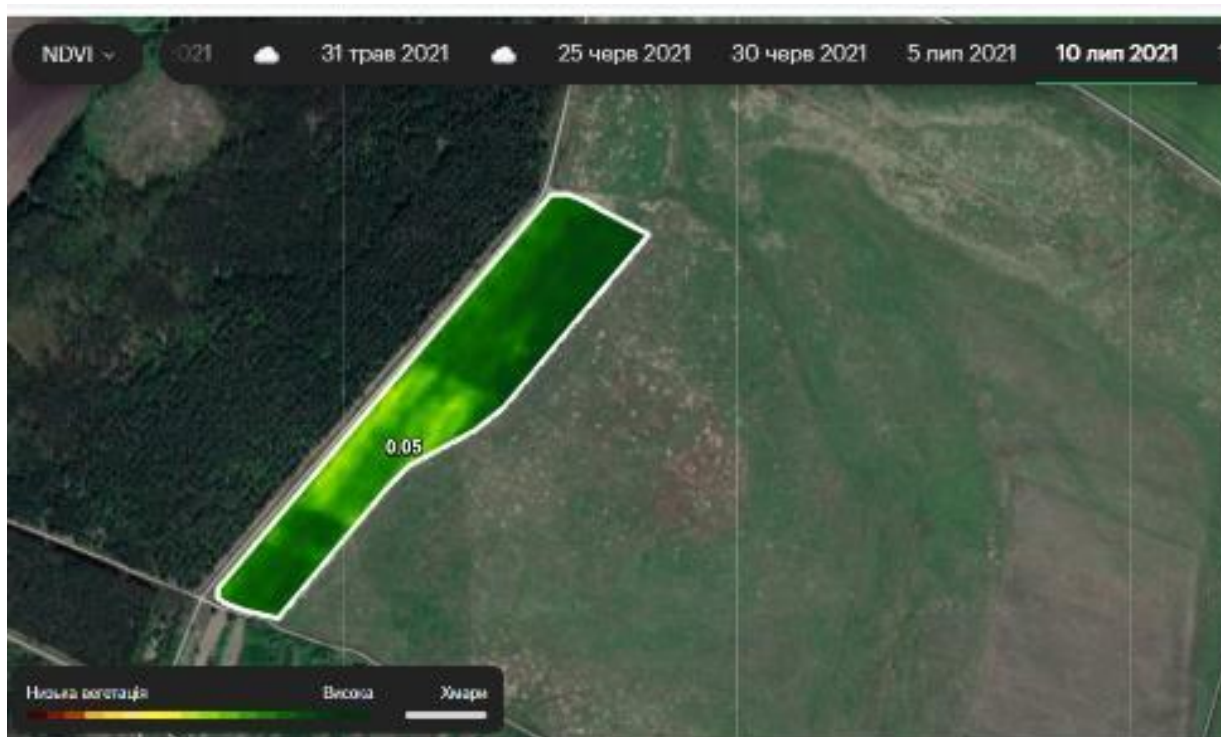 NDVI 021 31 трав 2021 25 черв 2021 30 черв 2021 5 лип 2021 10 лип 2021
0.05
Низька вегетація Висока Хмари